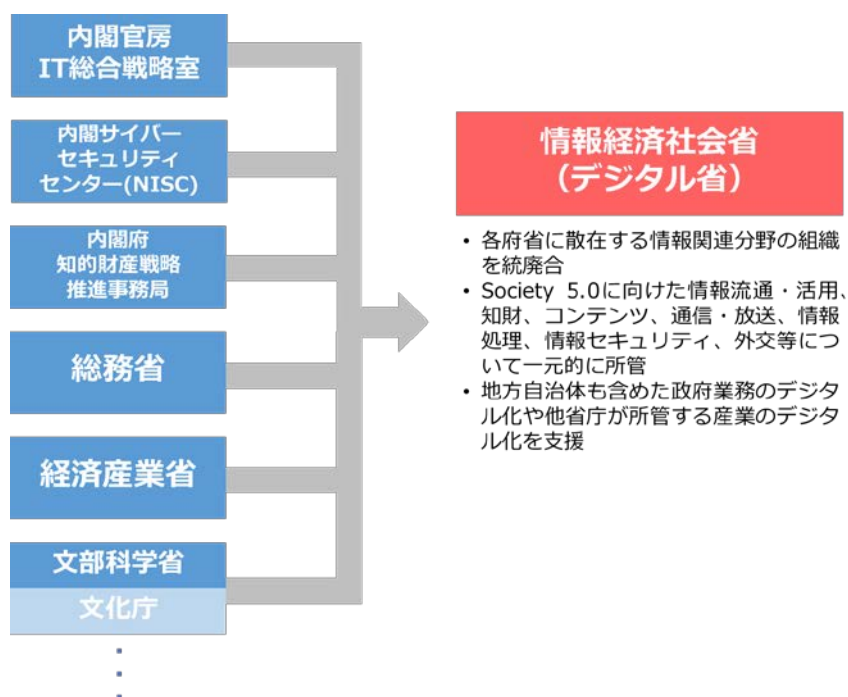 内閣官房
IT総合戦略室
内閣サイバー
セキュリティ
センター(NISC)
内閣府
知的財産戦略
推進事務局
総務省
経済産業省
文部科学省
文化庁
情報経済社会省
（デジタル省）
• 各府省に散在する情報関連分野の組織
を統廃合
• Society 5.0に向けた情報流通・活用、
知財、コンテンツ、通信・放送、情報
処理、情報セキュリティ、外交等につ
いて一元的に所管
• 地方自治体も含めた政府業務のデジタ
ル化や他省庁が所管する産業のデジタ
ル化を支援